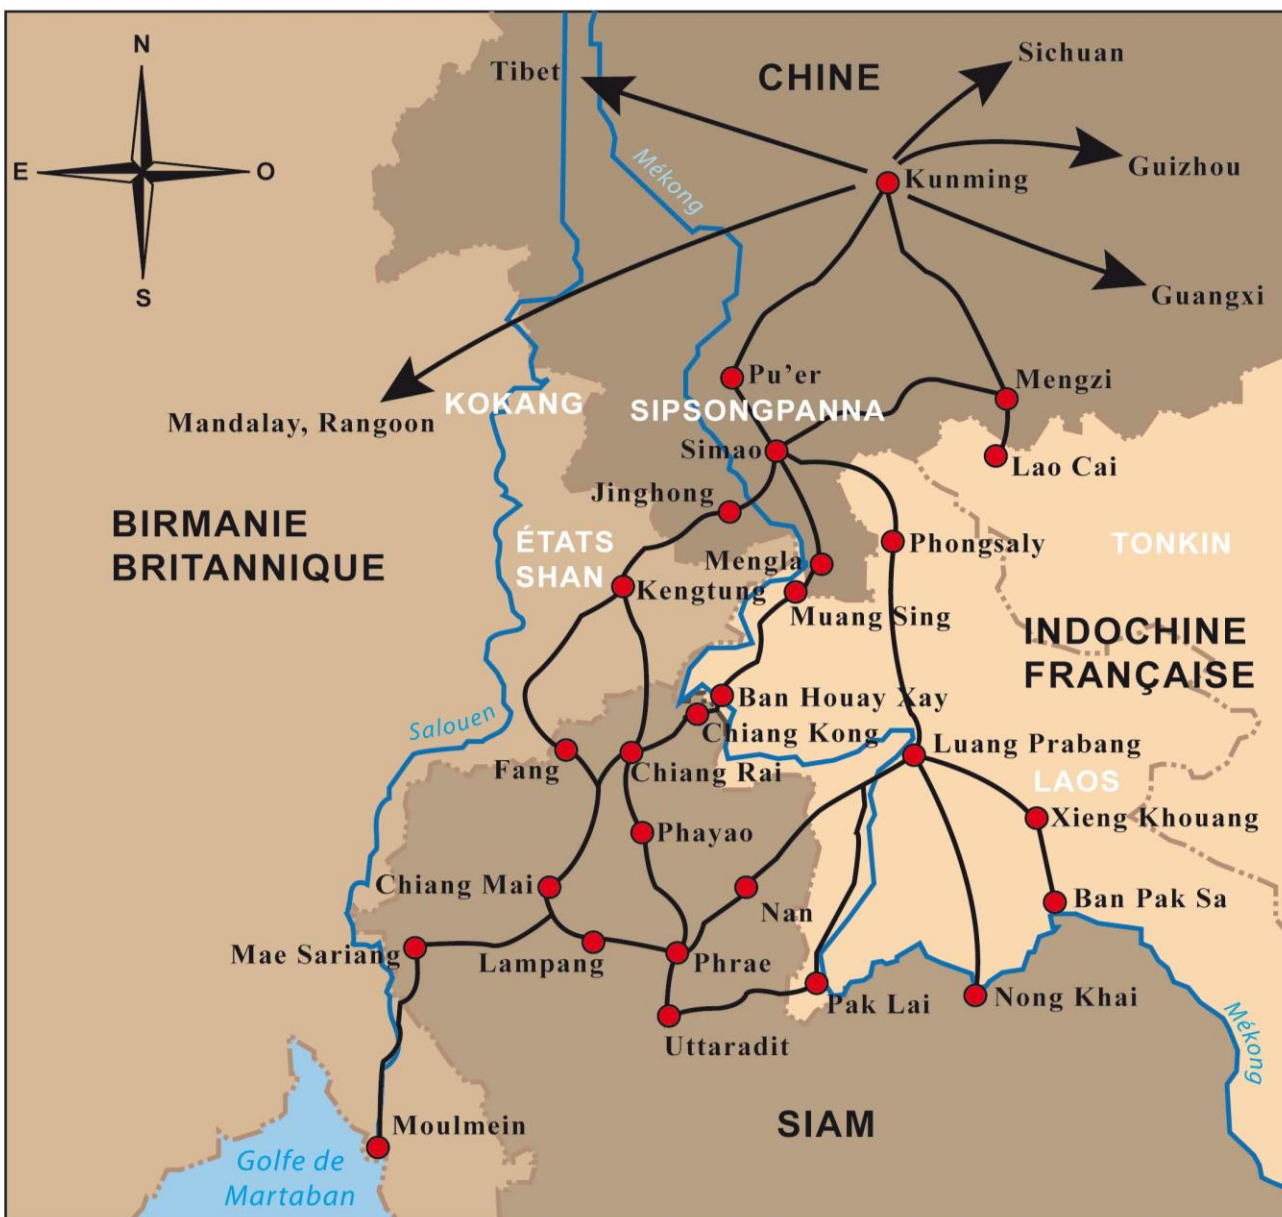 N
Sichuan
Tibet
CHINE
Guizhou
E
O
Mékong
Kunming
S
Guangxi
Pu'er
Mengzi
KOKANG
SIPSONGPANNA
Mandalay, Rangoon
Simao
Lao Cai
Jinghong
BIRMANIE
BRITANNIQUE
ÉTATS
SHAN
Phongsaly
TONKIN
Mengla
Kengtung
Muang Sing
INDOCHINE
FRANÇAISE
Ban Houay Xay
Salouen
Chiang Kong
Luang Prabang
Fang
Chiang Rai
LAOS
Xieng Khouang
Phayao
Chiang Mai
Nan
Ban Pak Sa
Mae Sariang
Lampang
Phrae
Pak Lai
Nong Khai
Uttaradit
Mékong
Moulmein
SIAM
Golfe de
Martaban